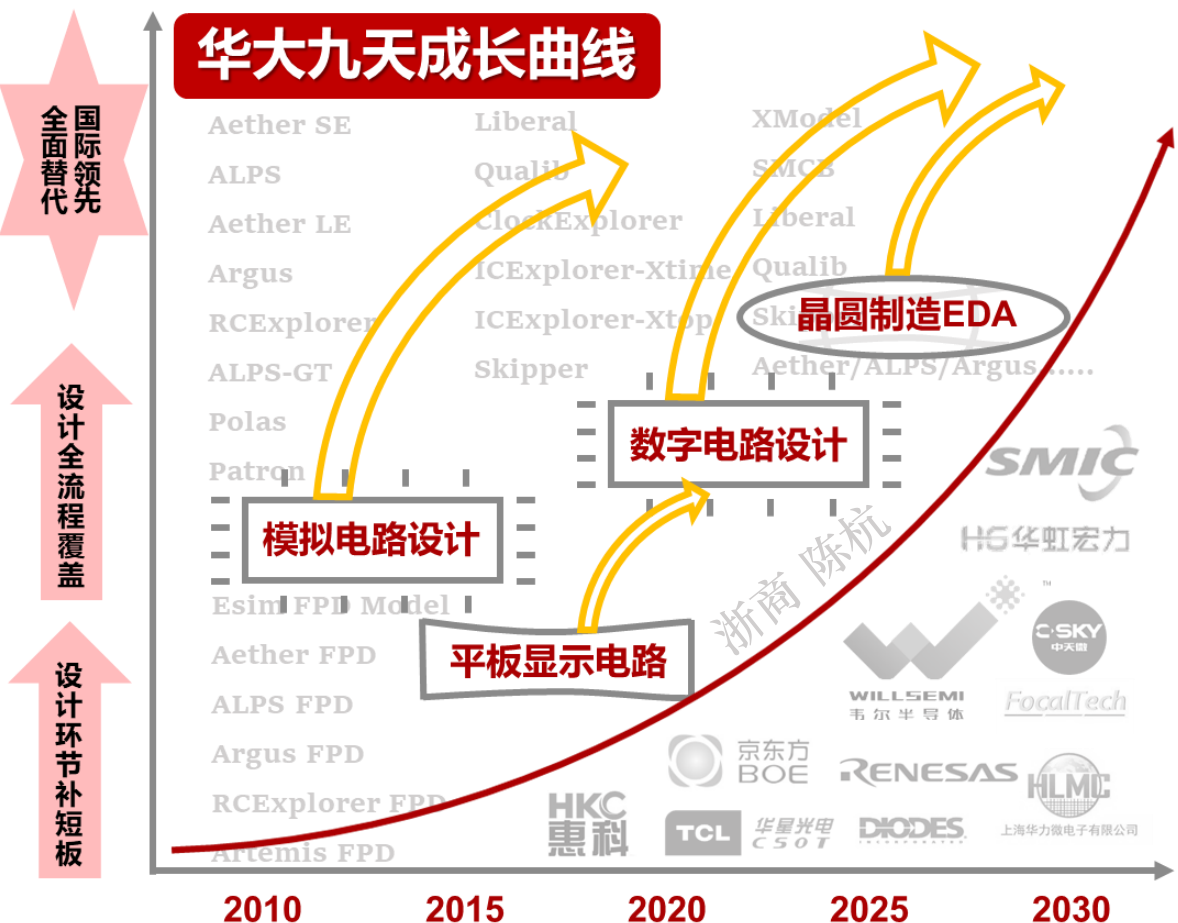 华大九天成长曲线
国际领先
全面替代
设计全流程覆盖
设计环节补短板
Aether SE
ALPS
Aether LE
Argus
RCExplorer
ALPS-GT
Polas
Patron
Liberal
Qualib
ClockExplorer
ICExplorer-Xtime
ICExplorer-Xtop
Skipper
XModel
SMCB
Liberal
Qualib
晶圆制造EDA
Aether/ALPS/Argus......
数字电路设计
模拟电路设计
Esim FPD Model
Aether FPD
ALPS FPD
Argus FPD
RCExplorer FPD
Artemis FPD
平板显示电路
浙商 陈杭
SMIC
华虹宏力
WILLSEMI
韦尔半导体
TM
C·SKY
中天微
FocalTech
京东方
BOE
RENESAS
HLMC
上海华力微电子有限公司
HKC
惠科
TCL
华星光电
CSOT
DIODES
INCORPORATED
2010
2015
2020
2025
2030